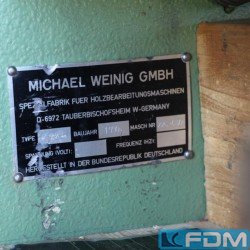 MICHAEL WEINIG GMBH
SPEZIALFABRIK FUER HOLZBEARBEITUNGSMASCHINEN
D-6972 TAUBERBISCHOFSHEIM W-GERMANY
TYPE BAUJAHR MASCH NR
SPANNUNG (VOLT) FREQUENZ (HZ)
HERGESTELLT IN DER BUNDESREPUBLIK DEUTSCHLAND
FDM